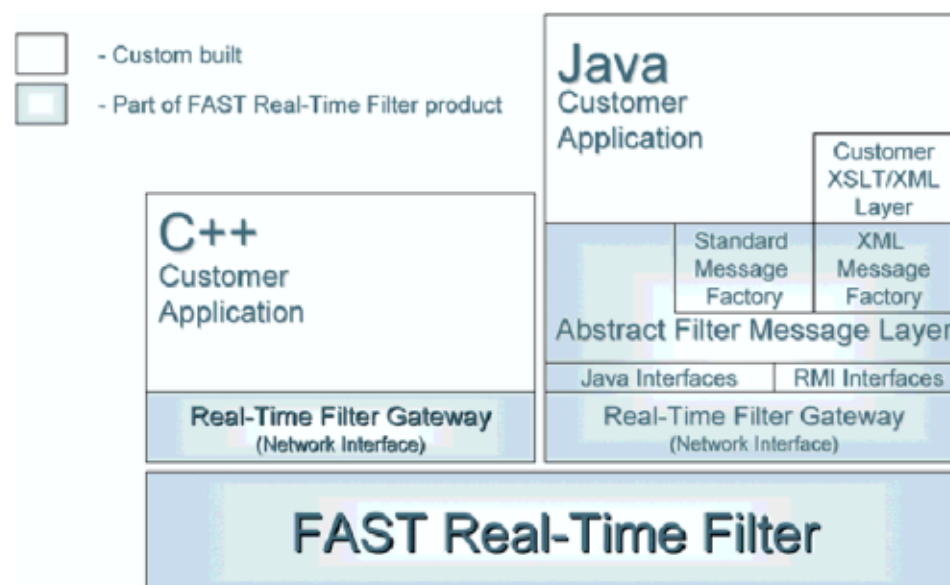 - Custom built
- Part of FAST Real-Time Filter product
Java
Customer
Application
Customer
XSLT/XML
Layer
C++
Customer
Application
Standard
Message
Factory
XML
Message
Factory
Abstract Filter Message Layer
Java Interfaces
RMI Interfaces
Real-Time Filter Gateway
(Network Interface)
Real-Time Filter Gateway
(Network Interface)
FAST Real-Time Filter